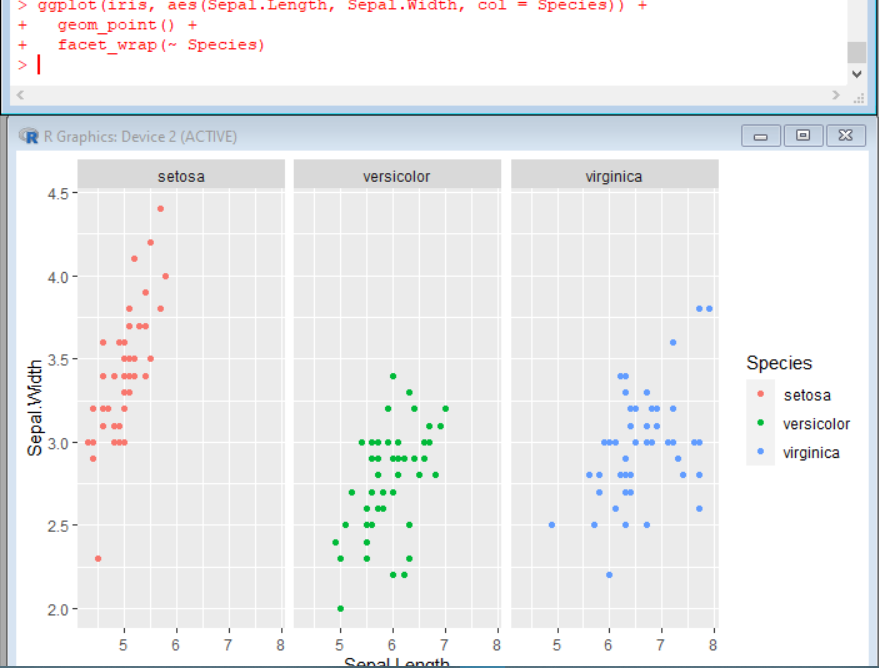 > ggplot(iris, aes(Sepal.Length, Sepal.Width, col = Species)) +
+   geom_point() +
+   facet_wrap(~ Species)
>
R R Graphics: Device 2 (ACTIVE)
setosa versicolor virginica
4.5
4.0
3.5
3.0
2.5
2.0
Sepal.Width
5 6 7 8 5 6 7 8 5 6 7 8
Sepal.Length
Species
setosa
versicolor
virginica